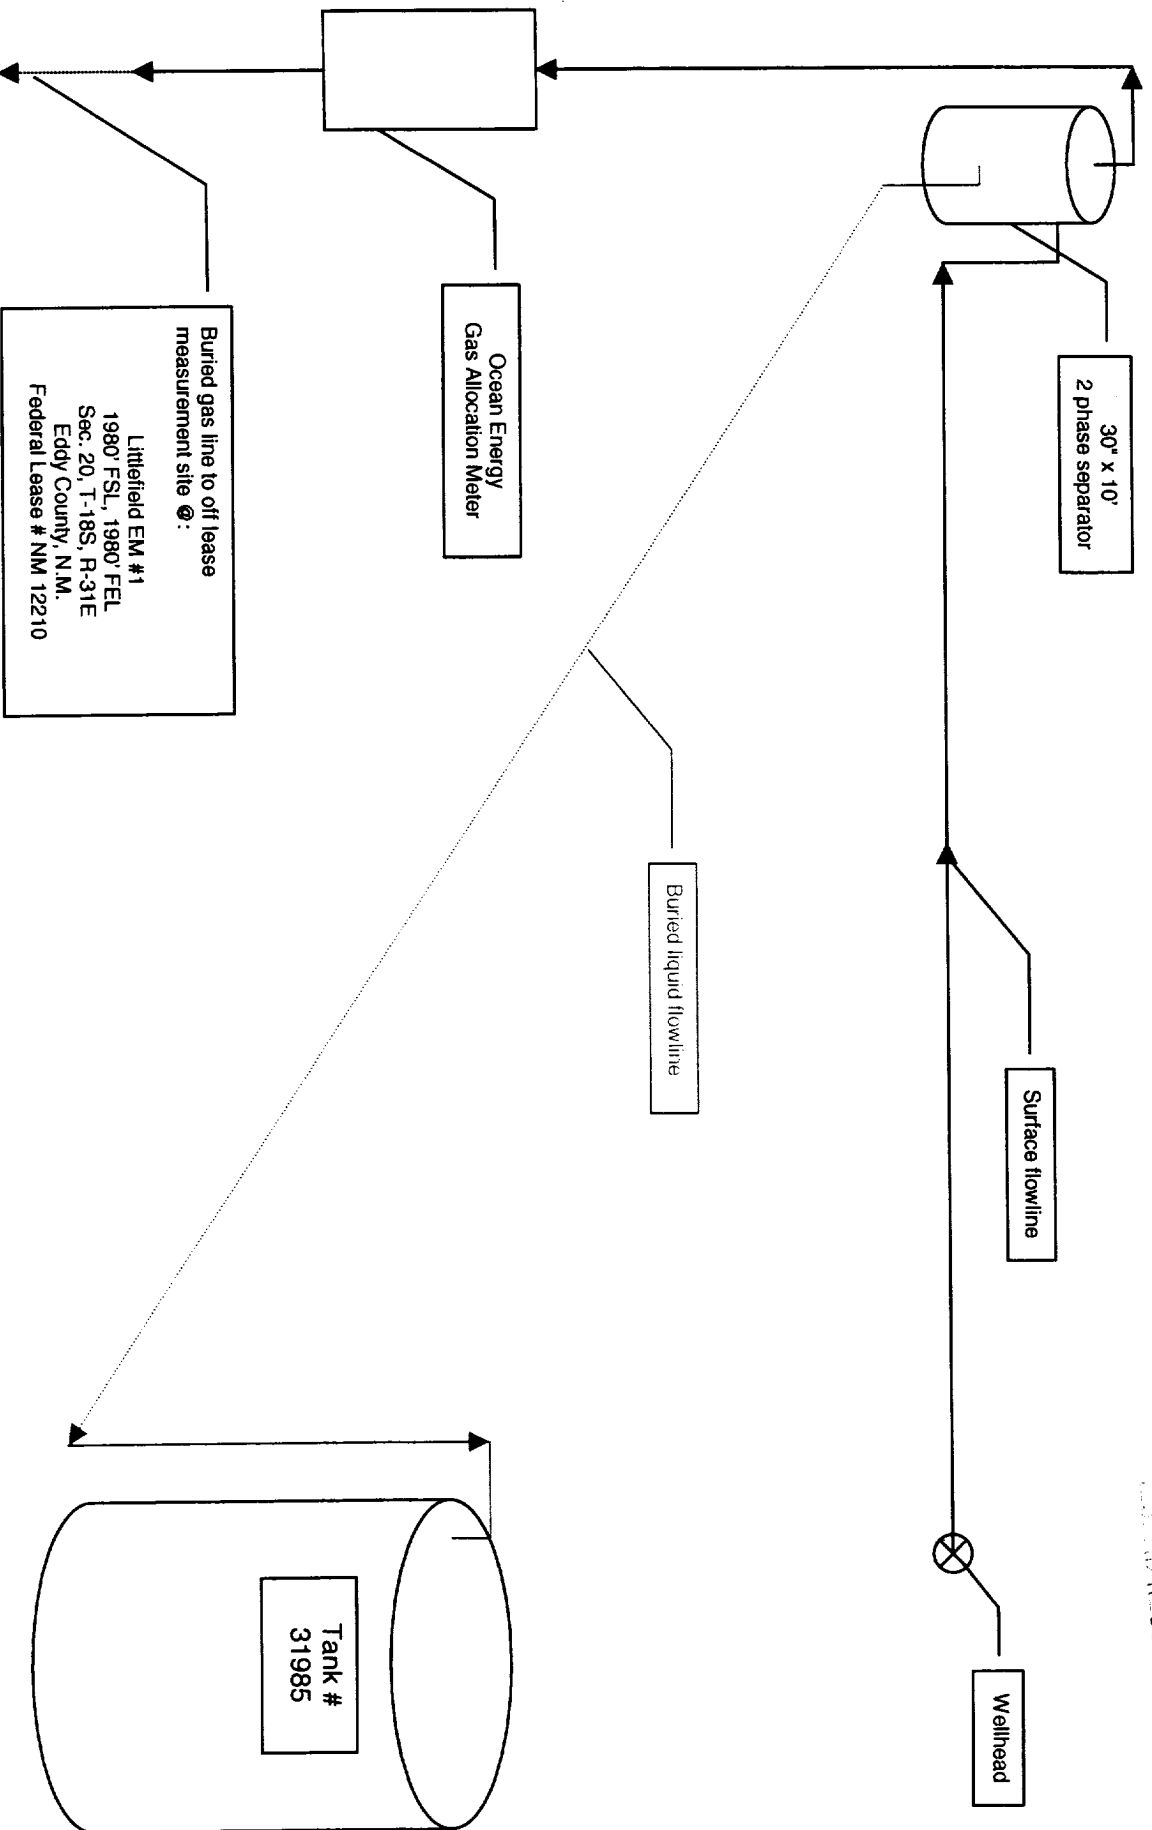 30" x 10'
2 phase separator
Surface flowline
Wellhead
Buried liquid flowline
Ocean Energy
Gas Allocation Meter
Tank #
31985
Buried gas line to off lease
measurement site @:
Littlefield EM #1
1980' FSL, 1980' FEL
Sec. 20, T-18S, R-31E
Eddy County, N.M.
Federal Lease # NM 12210